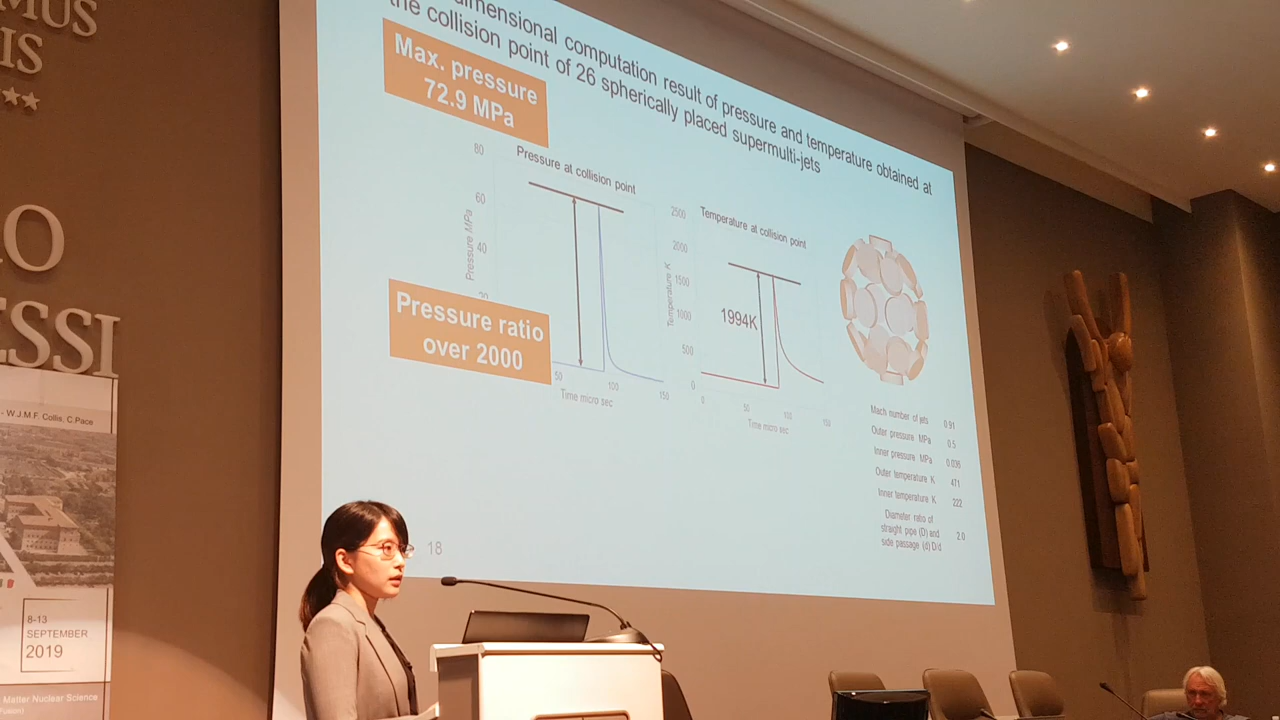 MUS
IS
★★
O
ESSI
- W.J.M.F. Collis, C.Pace
8-13
SEPTEMBER
2019
Matter Nuclear Science
Fusion)
dimensional computation result of pressure and temperature obtained at
the collision point of 26 spherically placed supermulti-jets
Max. pressure
72.9 MPa
Pressure at collision point
80
60
40
20
Pressure MPa
50
100
150
Time micro sec
Pressure ratio
over 2000
Temperature at collision point
2500
2000
1500
1000
500
0
Temperature K
1994K
0
50
100
150
Time micro sec
Mach number of jets 0.91
Outer pressure MPa 0.5
Inner pressure MPa 0.036
Outer temperature K 471
Inner temperature K 222
Diameter ratio of
straight pipe (D) and
side passage (d) D/d 2.0
18